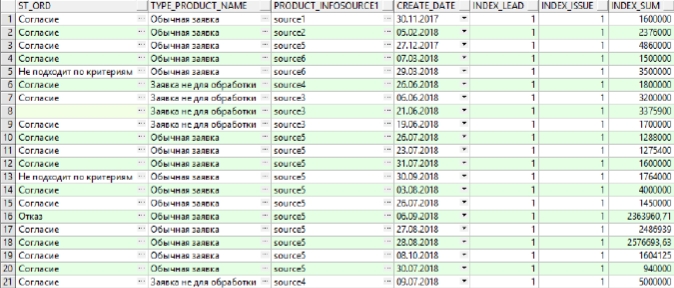 ST_ORD TYPE_PRODUCT_NAME PRODUCT_INFOSOURCE1 CREATE_DATE INDEX_LEAD INDEX_ISSUE INDEX_SUM
1 Согласие Обычная заявка source1 30.11.2017 1 1 1600000
2 Согласие Обычная заявка source5 05.02.2018 1 1 2376000
3 Согласие Обычная заявка source5 27.12.2017 1 1 4860000
4 Согласие Обычная заявка source6 07.03.2018 1 1 1500000
5 Не подходит по критериям Обычная заявка source6 29.03.2018 1 1 3500000
6 Согласие Заявка не для обработки source4 26.06.2018 1 1 1800000
7 Согласие Заявка не для обработки source3 06.06.2018 1 1 3200000
8 Заявка не для обработки source3 21.06.2018 1 1 3375900
9 Согласие Заявка не для обработки source3 19.06.2018 1 1 1700000
10 Согласие Обычная заявка source5 26.07.2018 1 1 1288000
11 Согласие Обычная заявка source5 23.07.2018 1 1 1275400
12 Согласие Обычная заявка source5 31.07.2018 1 1 1600000
13 Не подходит по критериям Обычная заявка source5 30.09.2018 1 1 1764000
14 Согласие Обычная заявка source5 03.08.2018 1 1 4000000
15 Согласие Обычная заявка source5 26.07.2018 1 1 1450000
16 Отказ Обычная заявка source5 06.09.2018 1 1 2363960,71
17 Согласие Обычная заявка source5 27.08.2018 1 1 2486939
18 Согласие Обычная заявка source5 28.08.2018 1 1 2576693,63
19 Согласие Обычная заявка source5 08.10.2018 1 1 1604125
20 Согласие Обычная заявка source5 30.07.2018 1 1 940000
21 Согласие Заявка не для обработки source4 09.07.2018 1 1 5000000